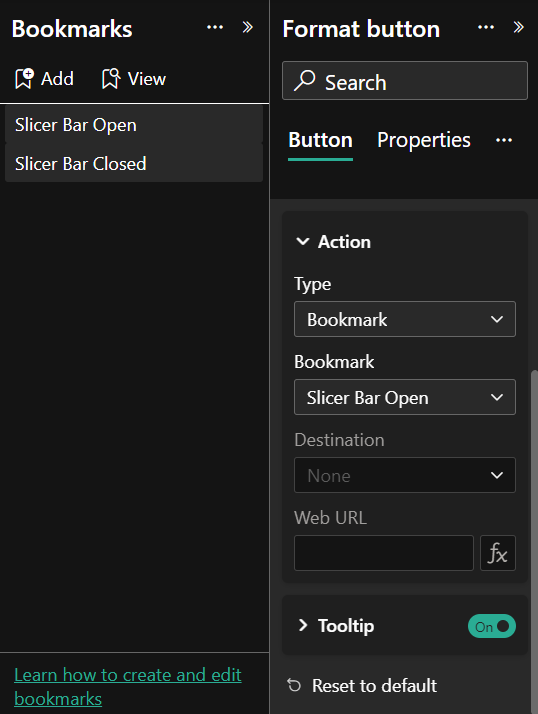 Bookmarks
Add
View
Slicer Bar Open
Slicer Bar Closed
Learn how to create and edit
bookmarks
Format button
Search
Button
Properties
Action
Type
Bookmark
Bookmark
Slicer Bar Open
Destination
None
Web URL
fx
Tooltip
On
Reset to default